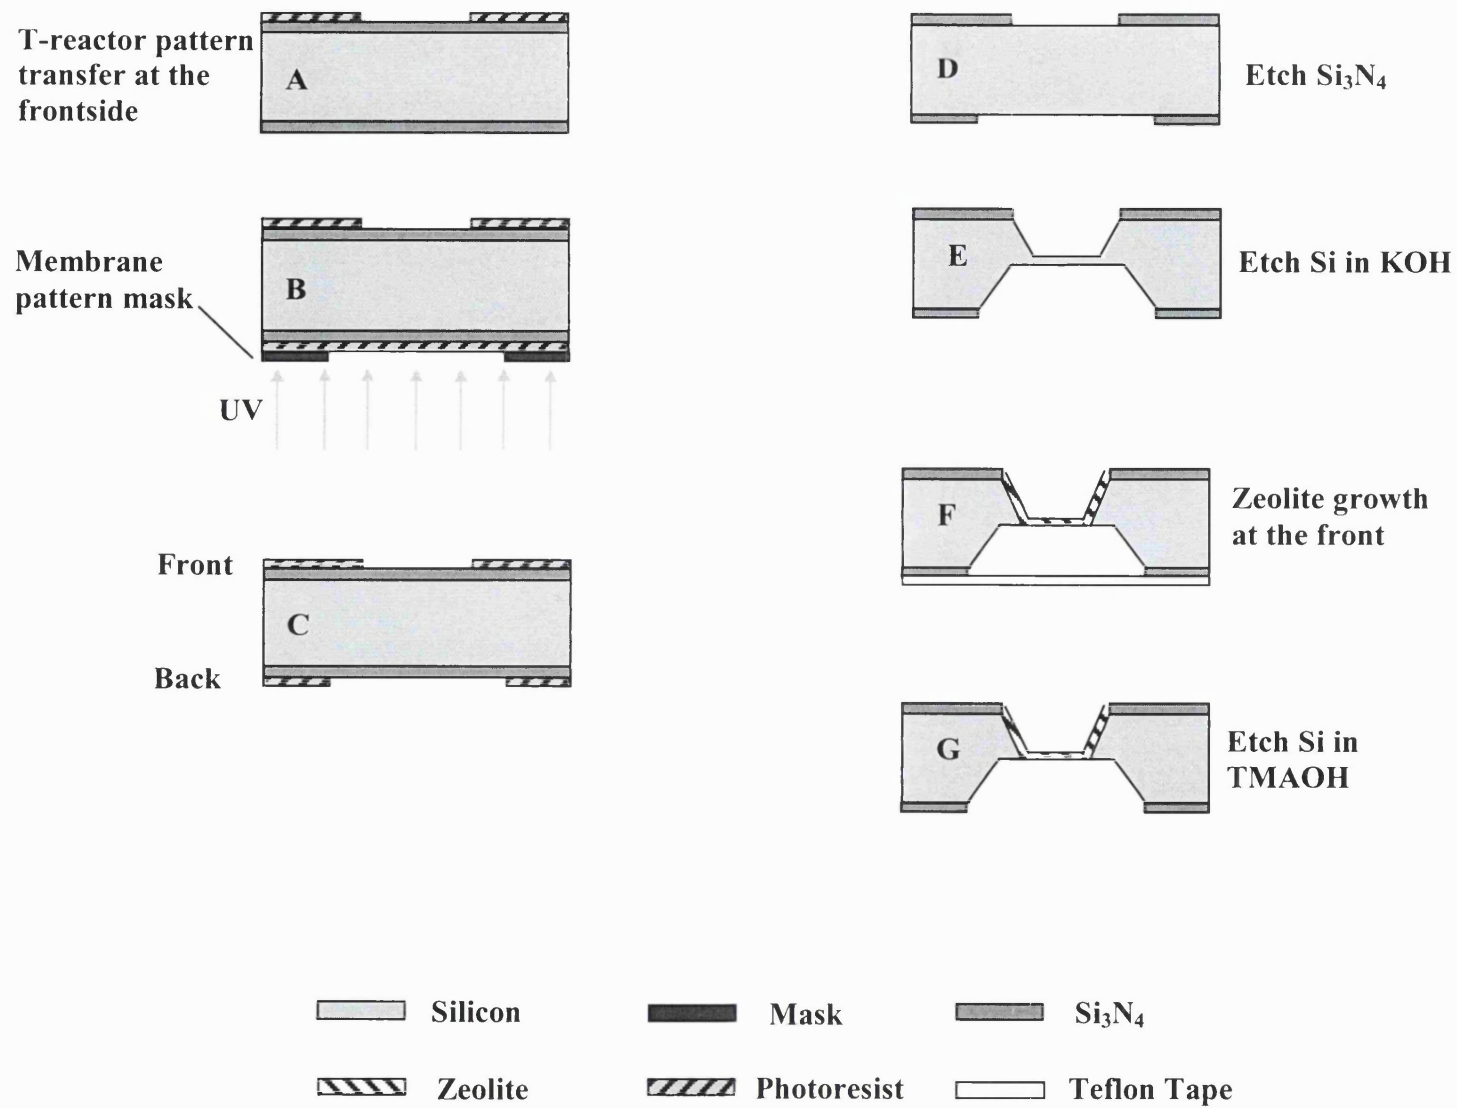 T-reactor pattern
transfer at the
frontside
A
Membrane
pattern mask
B
UV
Front
C
Back
D
Etch Si₃N₄
E
Etch Si in KOH
F
Zeolite growth
at the front
G
Etch Si in
TMAOH
Silicon
Mask
Si₃N₄
Zeolite
Photoresist
Teflon Tape